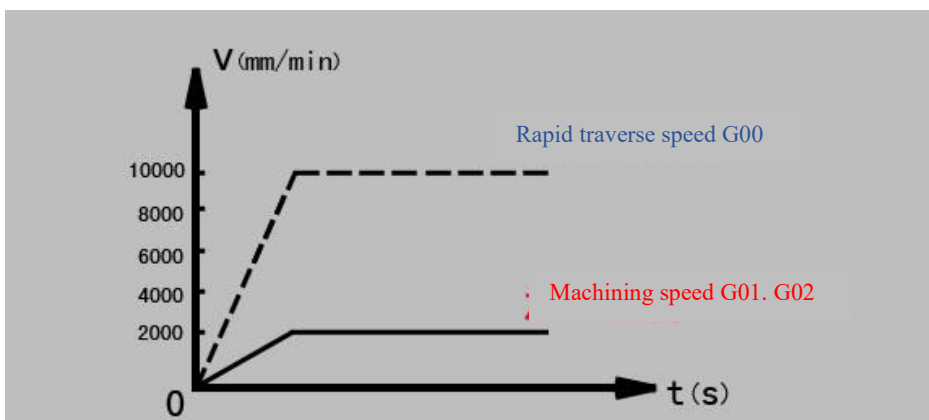 V(mm/min)
Rapid traverse speed G00
10000
8000
6000
4000
Machining speed G01. G02
2000
0
t(s)